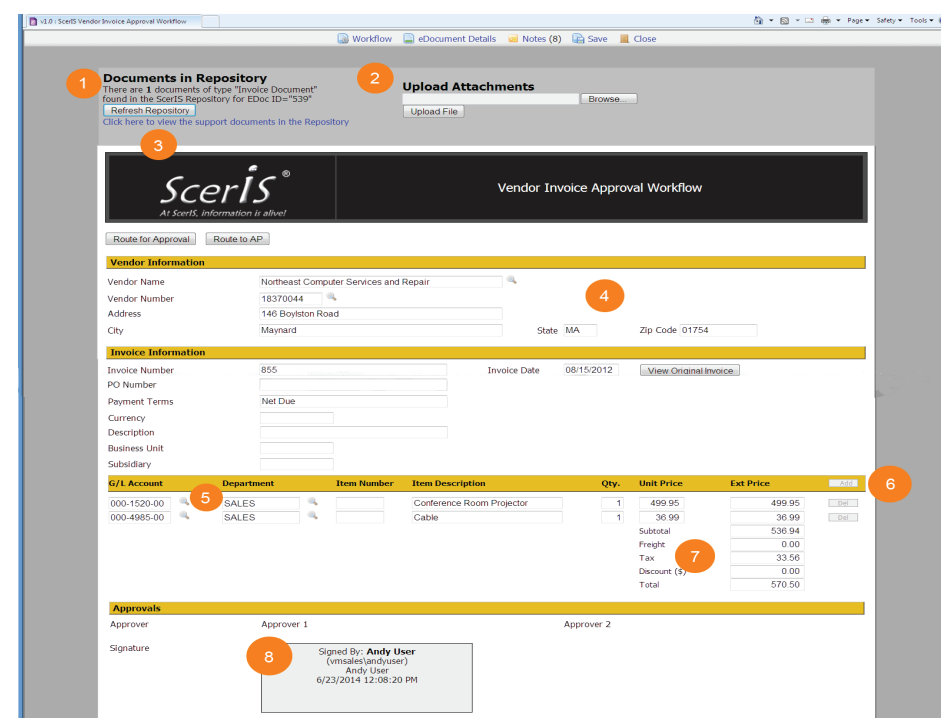 v1.0 : ScerIS Vendor Invoice Approval Workflow
Page Safety Tools
Workflow eDocument Details Notes (8) Save Close
1 Documents in Repository
There are 1 documents of type "Invoice Document"
found in the ScerIS Repository for EDoc ID="539"
Refresh Repository
Click here to view the support documents in the Repository
2 Upload Attachments
Browse...
Upload File
3
ScerIS ®
At ScerIS, information is alive!
Vendor Invoice Approval Workflow
Route for Approval Route to AP
Vendor Information
Vendor Name Northeast Computer Services and Repair
Vendor Number 18370044 4
Address 146 Boylston Road
City Maynard State MA Zip Code 01754
Invoice Information
Invoice Number 855 Invoice Date 08/15/2012 View Original Invoice
PO Number
Payment Terms Net Due
Currency
Description
Business Unit
Subsidiary
G/L Account Department Item Number Item Description Qty. Unit Price Ext Price Add 6
000-1520-00 5 SALES Conference Room Projector 1 499.95 499.95 Del
000-4985-00 SALES Cable 1 36.99 36.99 Del
Subtotal 536.94
Freight 0.00
Tax 7 33.56
Discount ($) 0.00
Total 570.50
Approvals
Approver Approver 1 Approver 2
Signature 8 Signed By: Andy User
(vmsales\andyuser)
Andy User
6/23/2014 12:08:20 PM